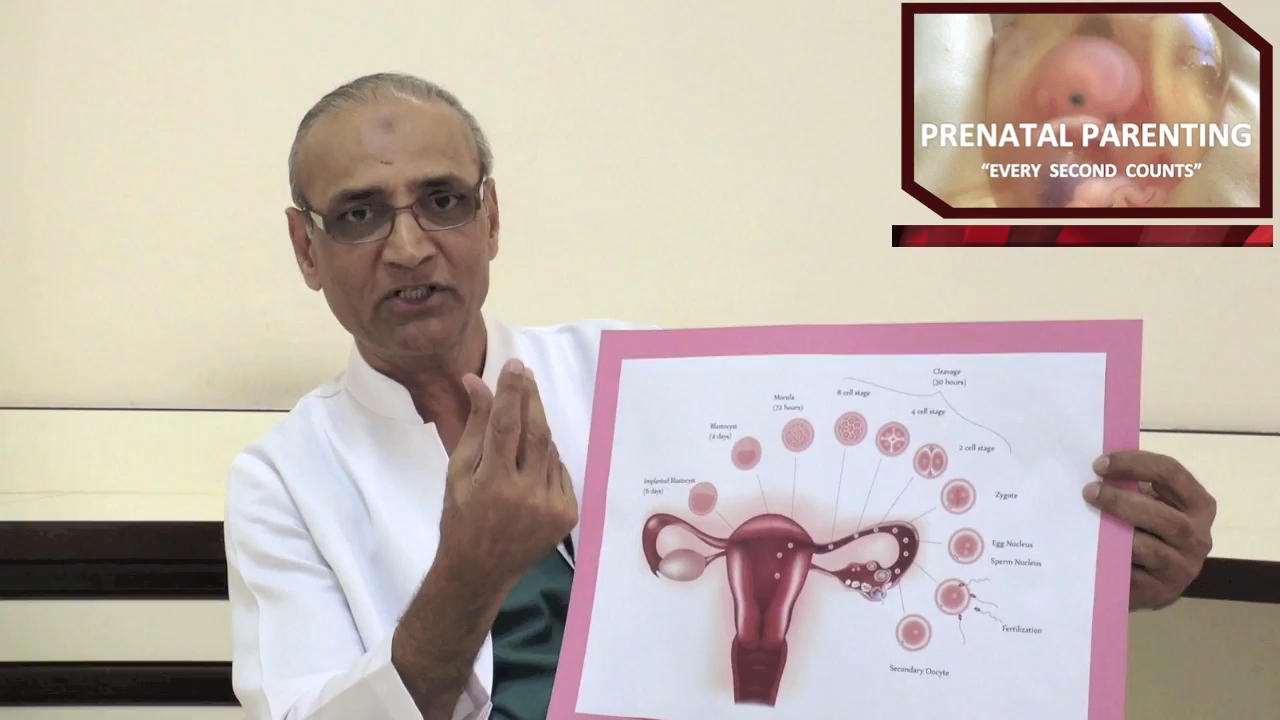 PRENATAL PARENTING
“EVERY SECOND COUNTS”
Cleavage
(30 hours)
8 cell stage
4 cell stage
2 cell stage
Morula
(72 hours)
Blastocyst
(4 days)
Implanted Blastocyst
(6 days)
Zygote
Egg Nucleus
Sperm Nucleus
Fertilization
Secondary Oocyte